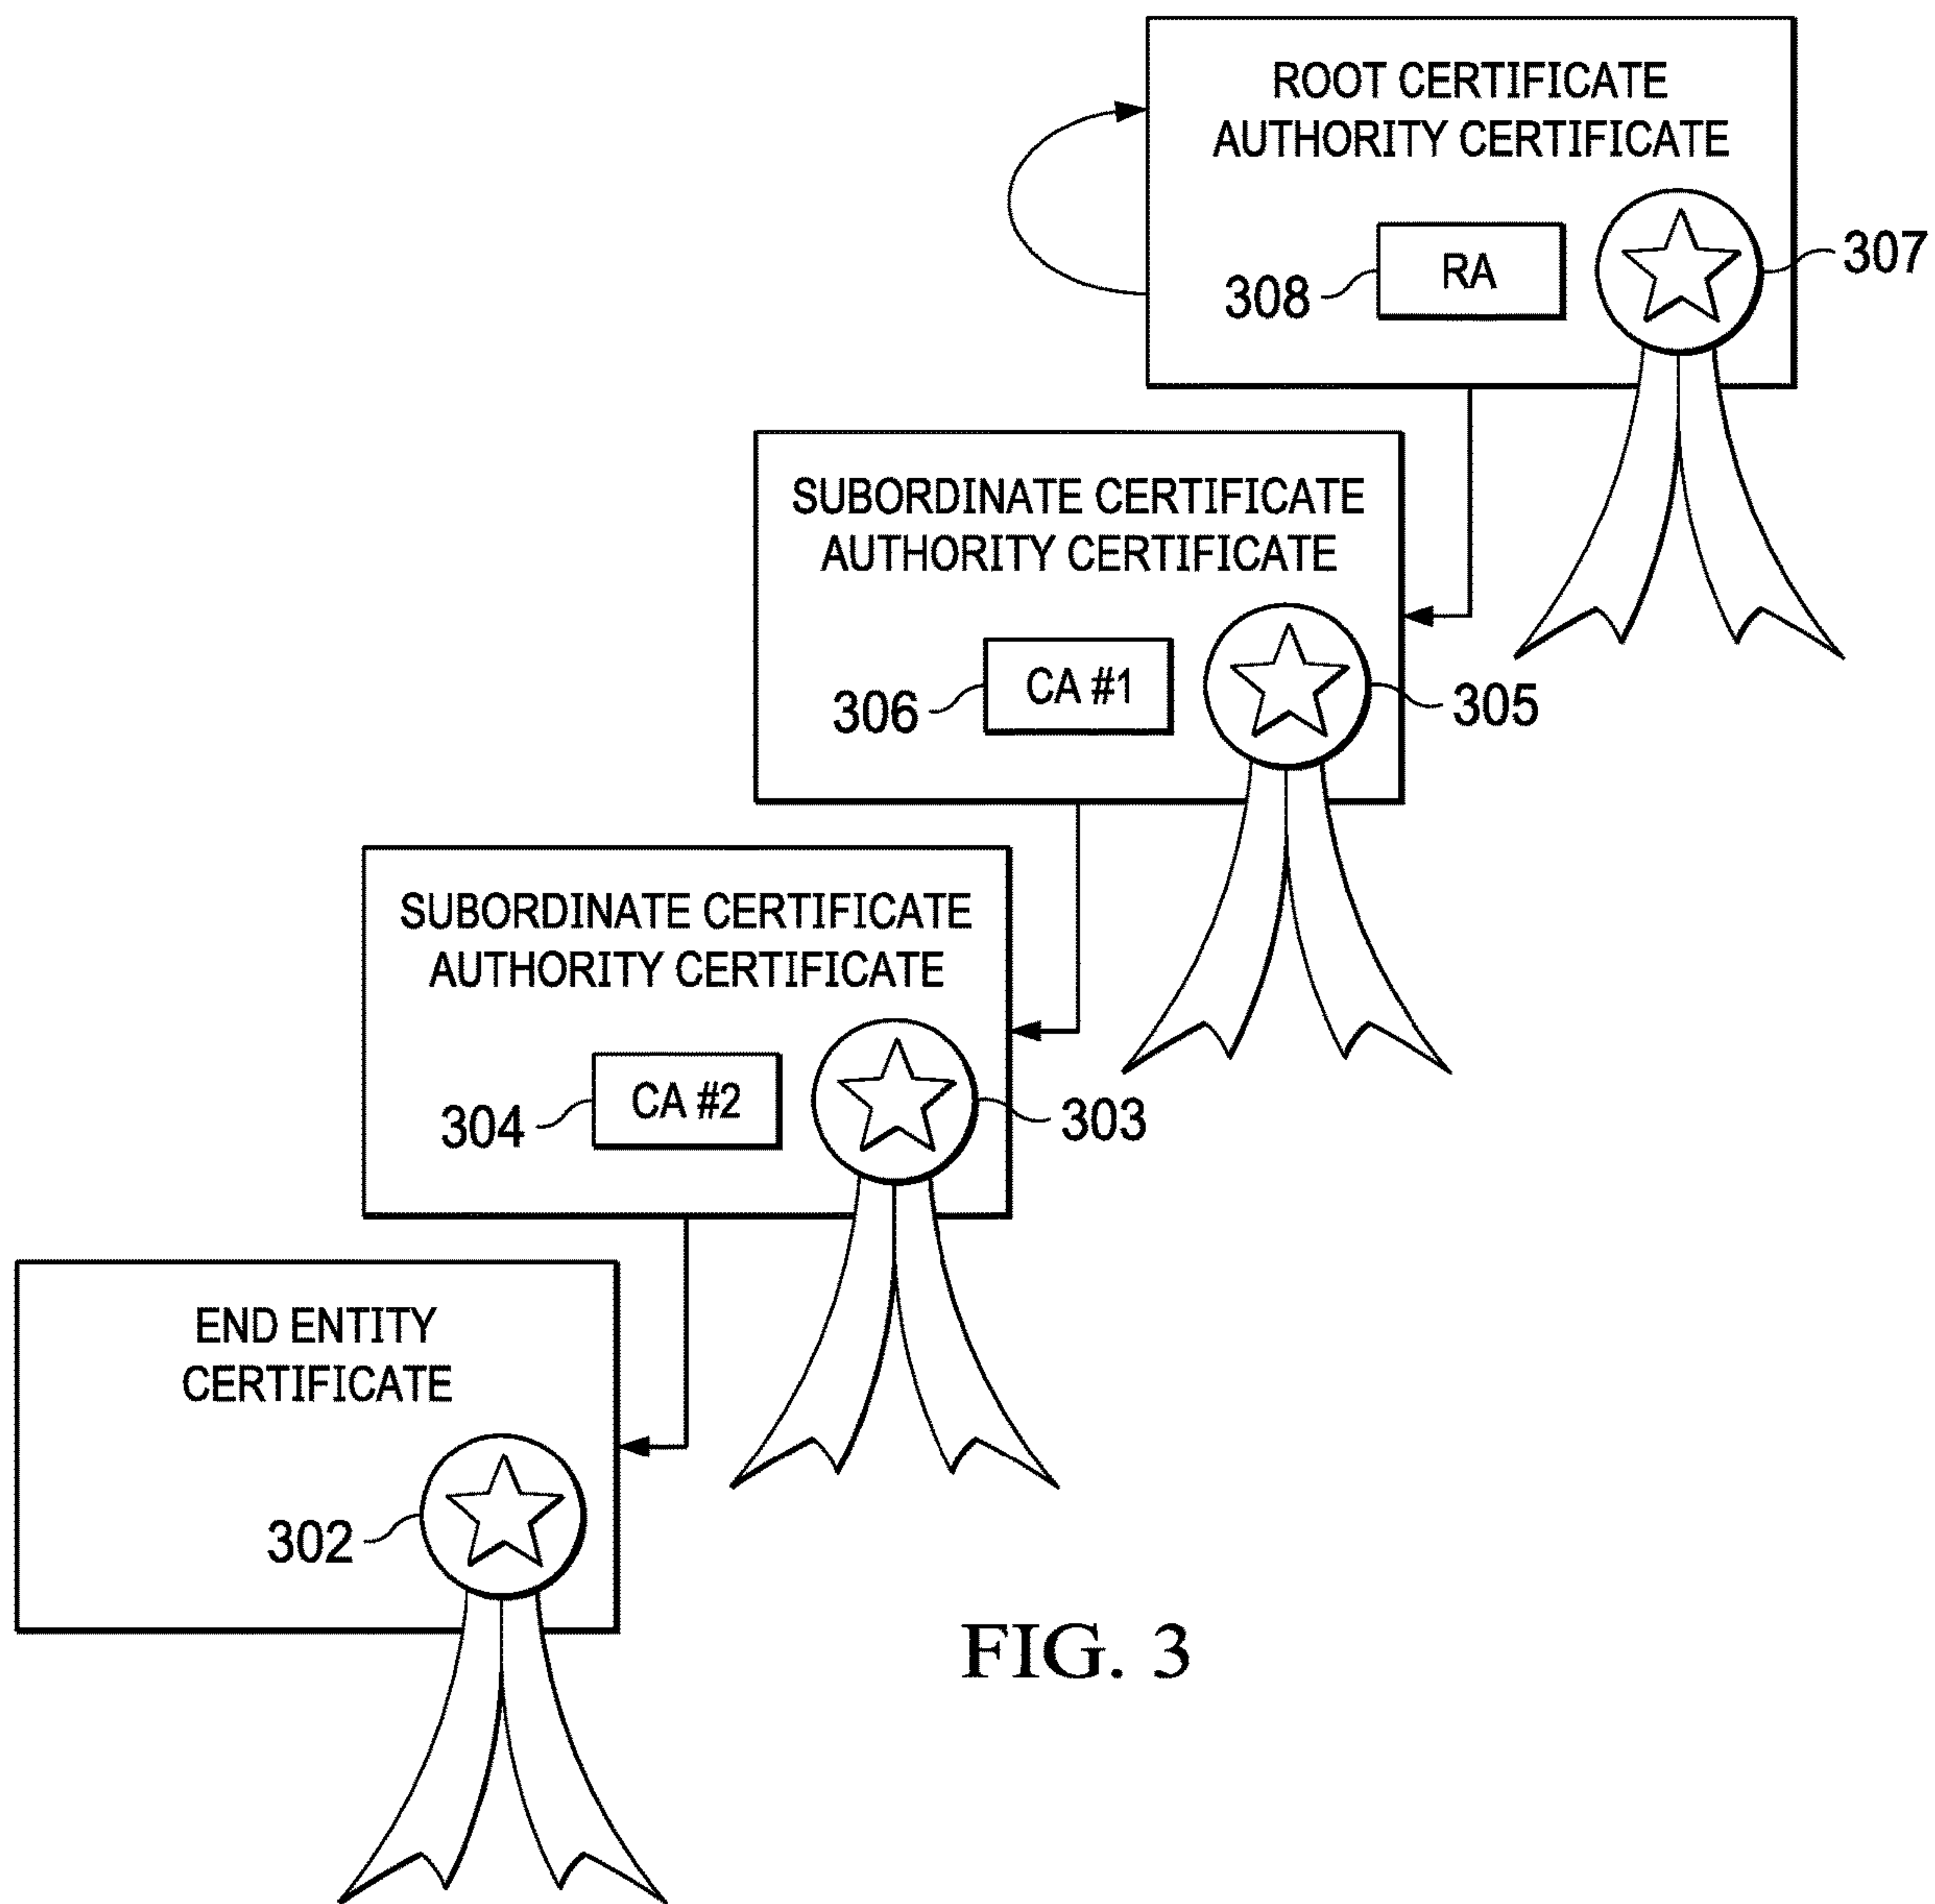 ROOT CERTIFICATE
AUTHORITY CERTIFICATE
308
RA
307
SUBORDINATE CERTIFICATE
AUTHORITY CERTIFICATE
306
CA #1
305
SUBORDINATE CERTIFICATE
AUTHORITY CERTIFICATE
304
CA #2
303
END ENTITY
CERTIFICATE
302
FIG. 3